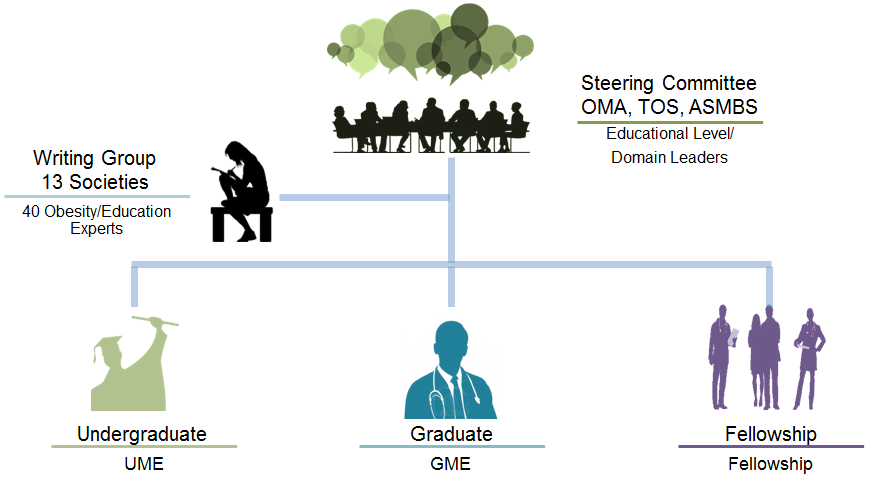 Steering Committee
OMA, TOS, ASMBS
Educational Level/
Domain Leaders
Writing Group
13 Societies
40 Obesity/Education
Experts
Undergraduate
UME
Graduate
GME
Fellowship
Fellowship